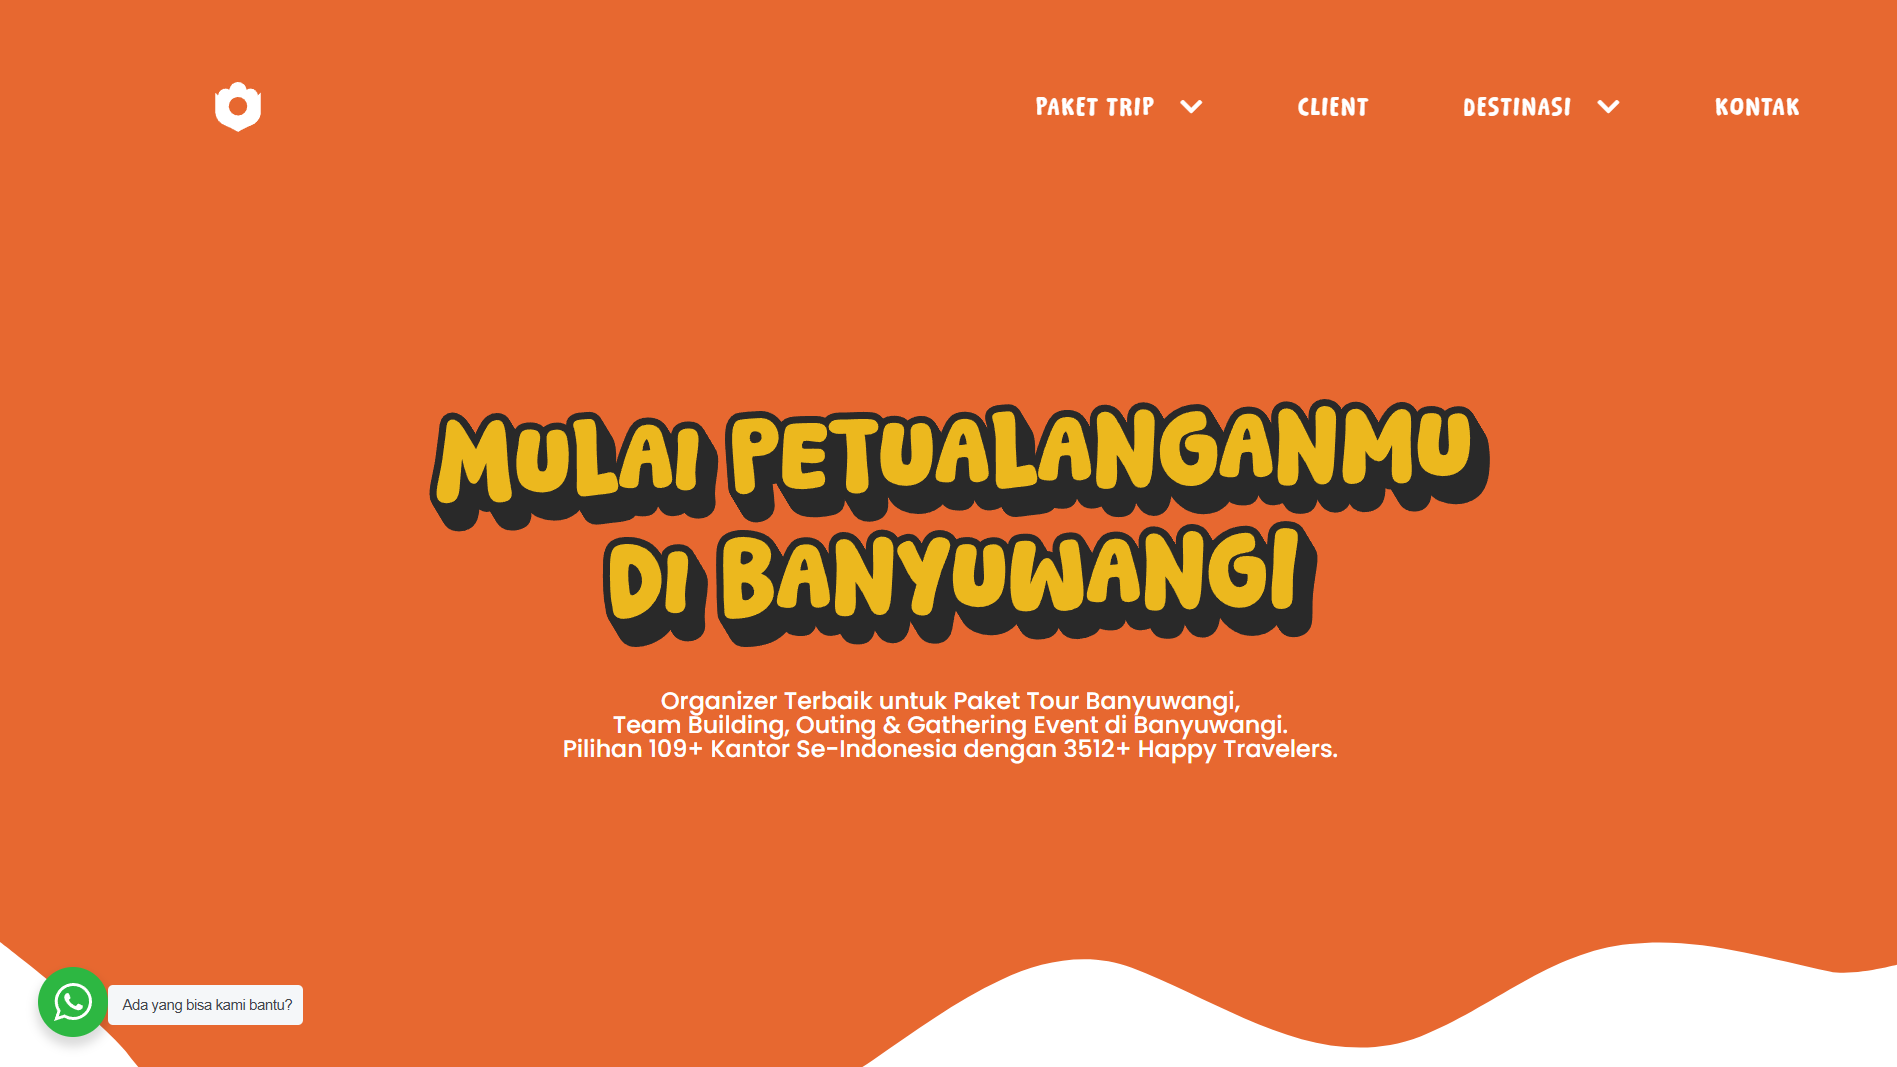 PAKET TRIP
CLIENT
DESTINASI
KONTAK
MULAI PETUALANGANMU
DI BANYUWANGI
Organizer Terbaik untuk Paket Tour Banyuwangi,
Team Building, Outing & Gathering Event di Banyuwangi.
Pilihan 109+ Kantor Se-Indonesia dengan 3512+ Happy Travelers.
Ada yang bisa kami bantu?